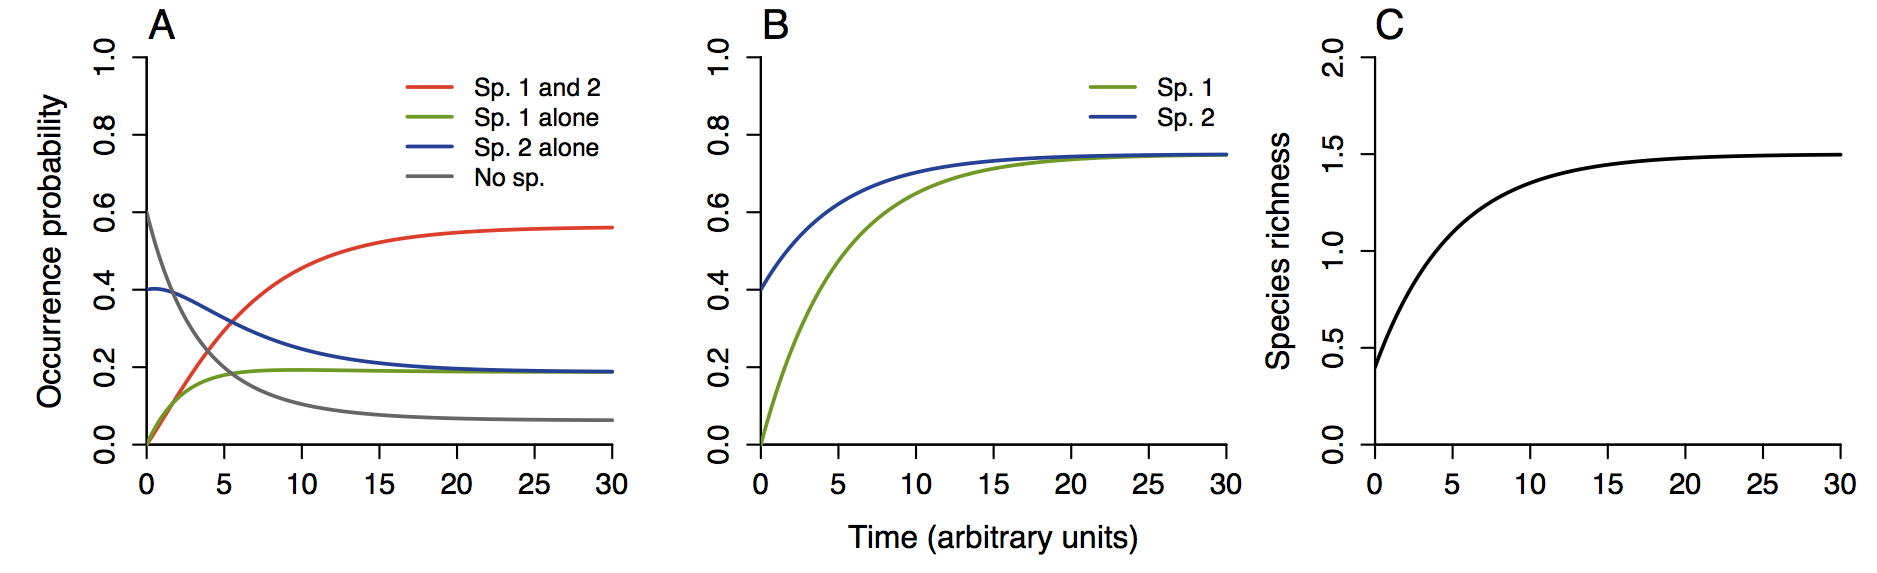 A
Occurrence probability
0.0 0.2 0.4 0.6 0.8 1.0
Sp. 1 and 2
Sp. 1 alone
Sp. 2 alone
No sp.
0 5 10 15 20 25 30
B
0.0 0.2 0.4 0.6 0.8 1.0
Sp. 1
Sp. 2
0 5 10 15 20 25 30
Time (arbitrary units)
C
Species richness
0.0 0.5 1.0 1.5 2.0
0 5 10 15 20 25 30